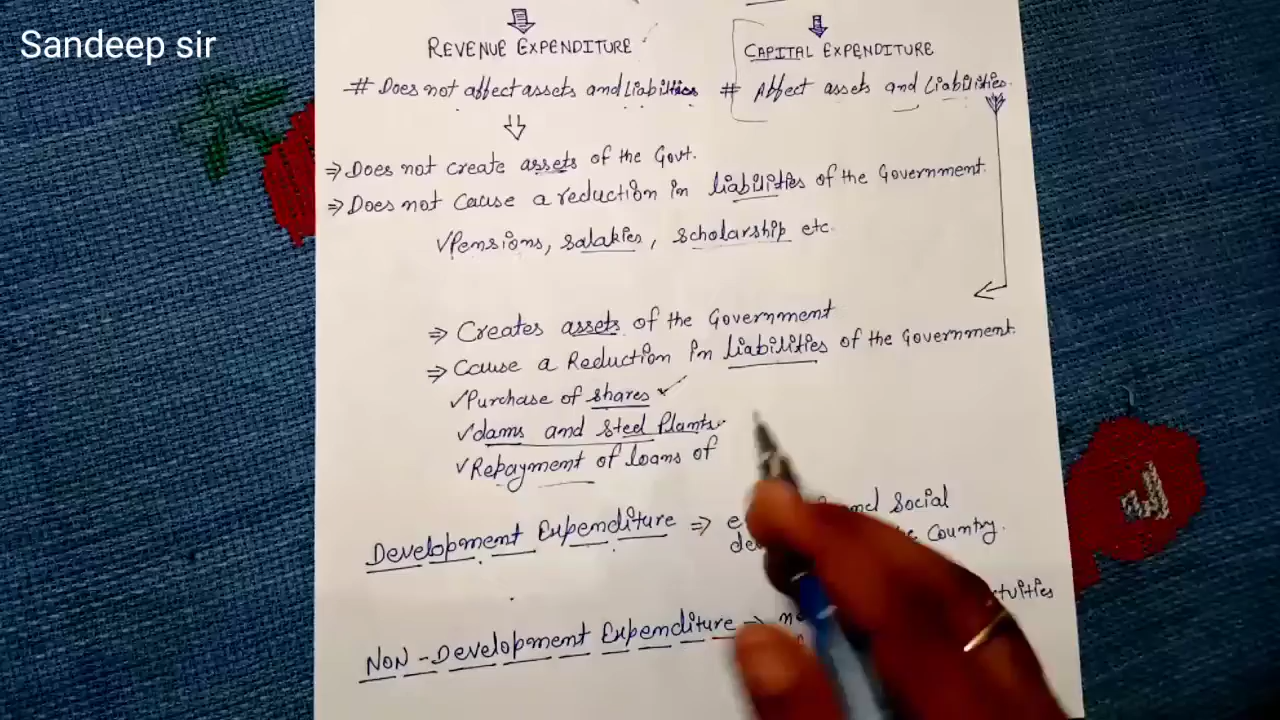 Sandeep sir
REVENUE EXPENDITURE
CAPITAL EXPENDITURE
# Does not affect assets and liabilities
# Affect assets and liabilities.
⇒ Does not create assets of the Govt.
⇒ Does not cause a reduction in liabilities of the Government.
✓Pensions, salaries, scholarship etc.
⇒ Creates assets of the Government
⇒ Cause a Reduction in liabilities of the Government.
✓Purchase of shares ✓
✓dams and steel plants.
✓Repayment of loans of
Development Expenditure ⇒ and social
country.
NON-Development Expenditure →